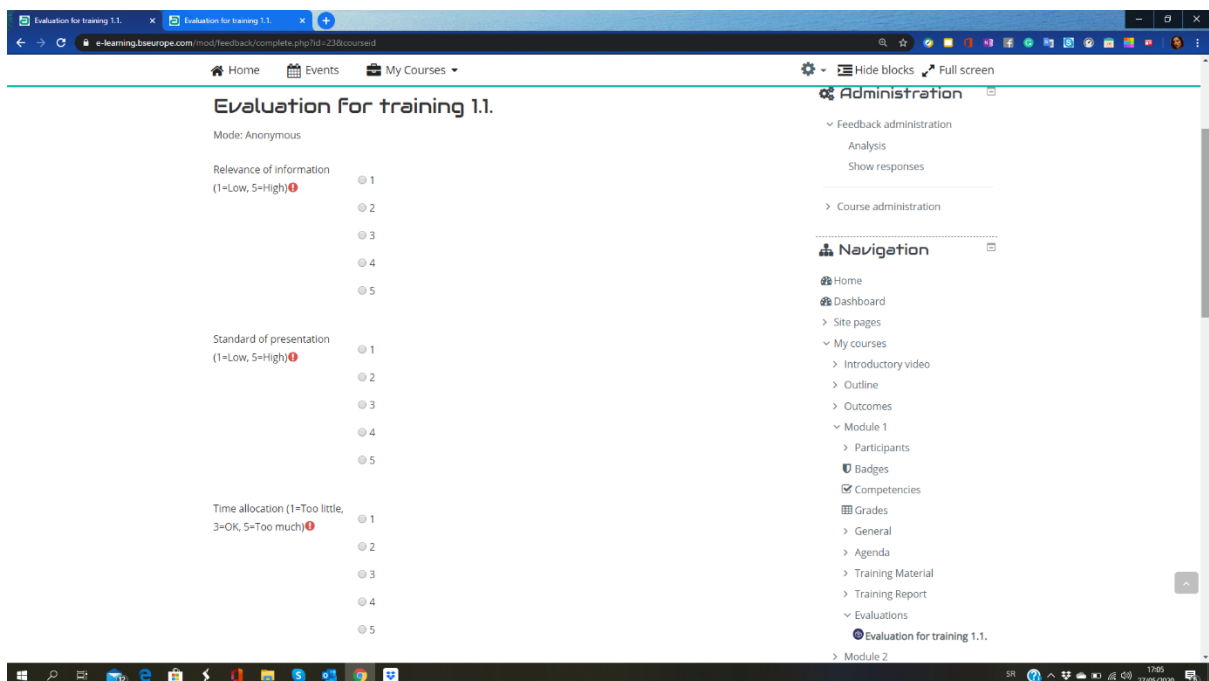 Evaluation for training 1.1.
Evaluation for training 1.1.
e-learning.bseurope.com/mod/feedback/complete.php?id=23&courseid
Home Events My Courses
Hide blocks Full screen
Evaluation for training 1.1.
Mode: Anonymous
Relevance of information
(1=Low, 5=High)
1
2
3
4
5
Standard of presentation
(1=Low, 5=High)
1
2
3
4
5
Time allocation (1=Too little,
3=OK, 5=Too much)
1
2
3
4
5
Administration
Feedback administration
Analysis
Show responses
Course administration
Navigation
Home
Dashboard
Site pages
My courses
Introductory video
Outline
Outcomes
Module 1
Participants
Badges
Competencies
Grades
General
Agenda
Training Material
Training Report
Evaluations
Evaluation for training 1.1.
Module 2
SR
17:05
27/05/2020